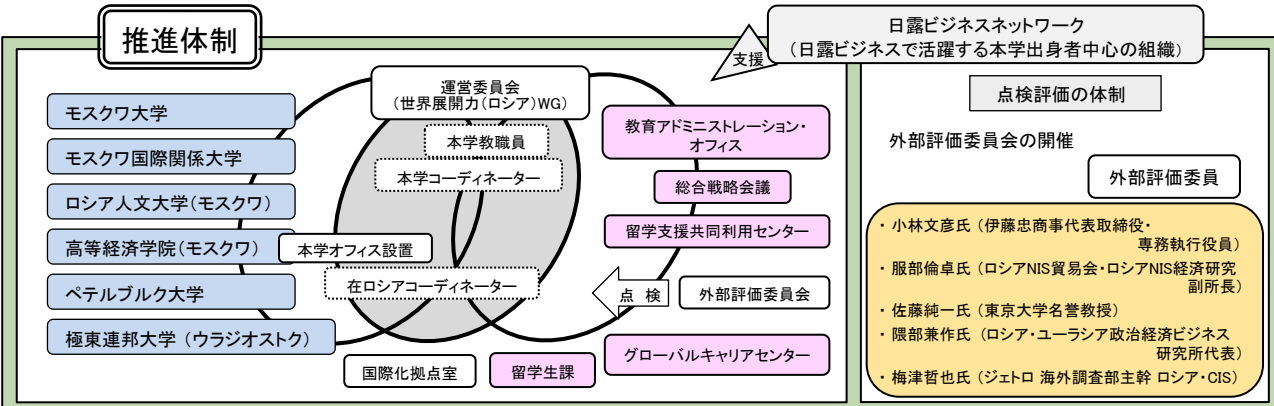 推進体制
日露ビジネスネットワーク
（日露ビジネスで活躍する本学出身者中心の組織）
支援
運営委員会
（世界展開力（ロシア）WG）
本学教職員
本学コーディネーター
モスクワ大学
モスクワ国際関係大学
ロシア人文大学（モスクワ）
高等経済学院（モスクワ）
ペテルブルク大学
極東連邦大学（ウラジオストク）
本学オフィス設置
在ロシアコーディネーター
教育アドミニストレーション・
オフィス
総合戦略会議
留学支援共同利用センター
点 検
外部評価委員会
グローバルキャリアセンター
国際化拠点室
留学生課
点検評価の体制
外部評価委員会の開催
外部評価委員
・ 小林文彦氏（伊藤忠商事代表取締役・
専務執行役員）
・ 服部倫卓氏（ロシアNIS貿易会・ロシアNIS経済研究
副所長）
・ 佐藤純一氏（東京大学名誉教授）
・ 隈部兼作氏（ロシア・ユーラシア政治経済ビジネス
研究所代表）
・ 梅津哲也氏（ジェトロ 海外調査部主幹 ロシア・CIS）